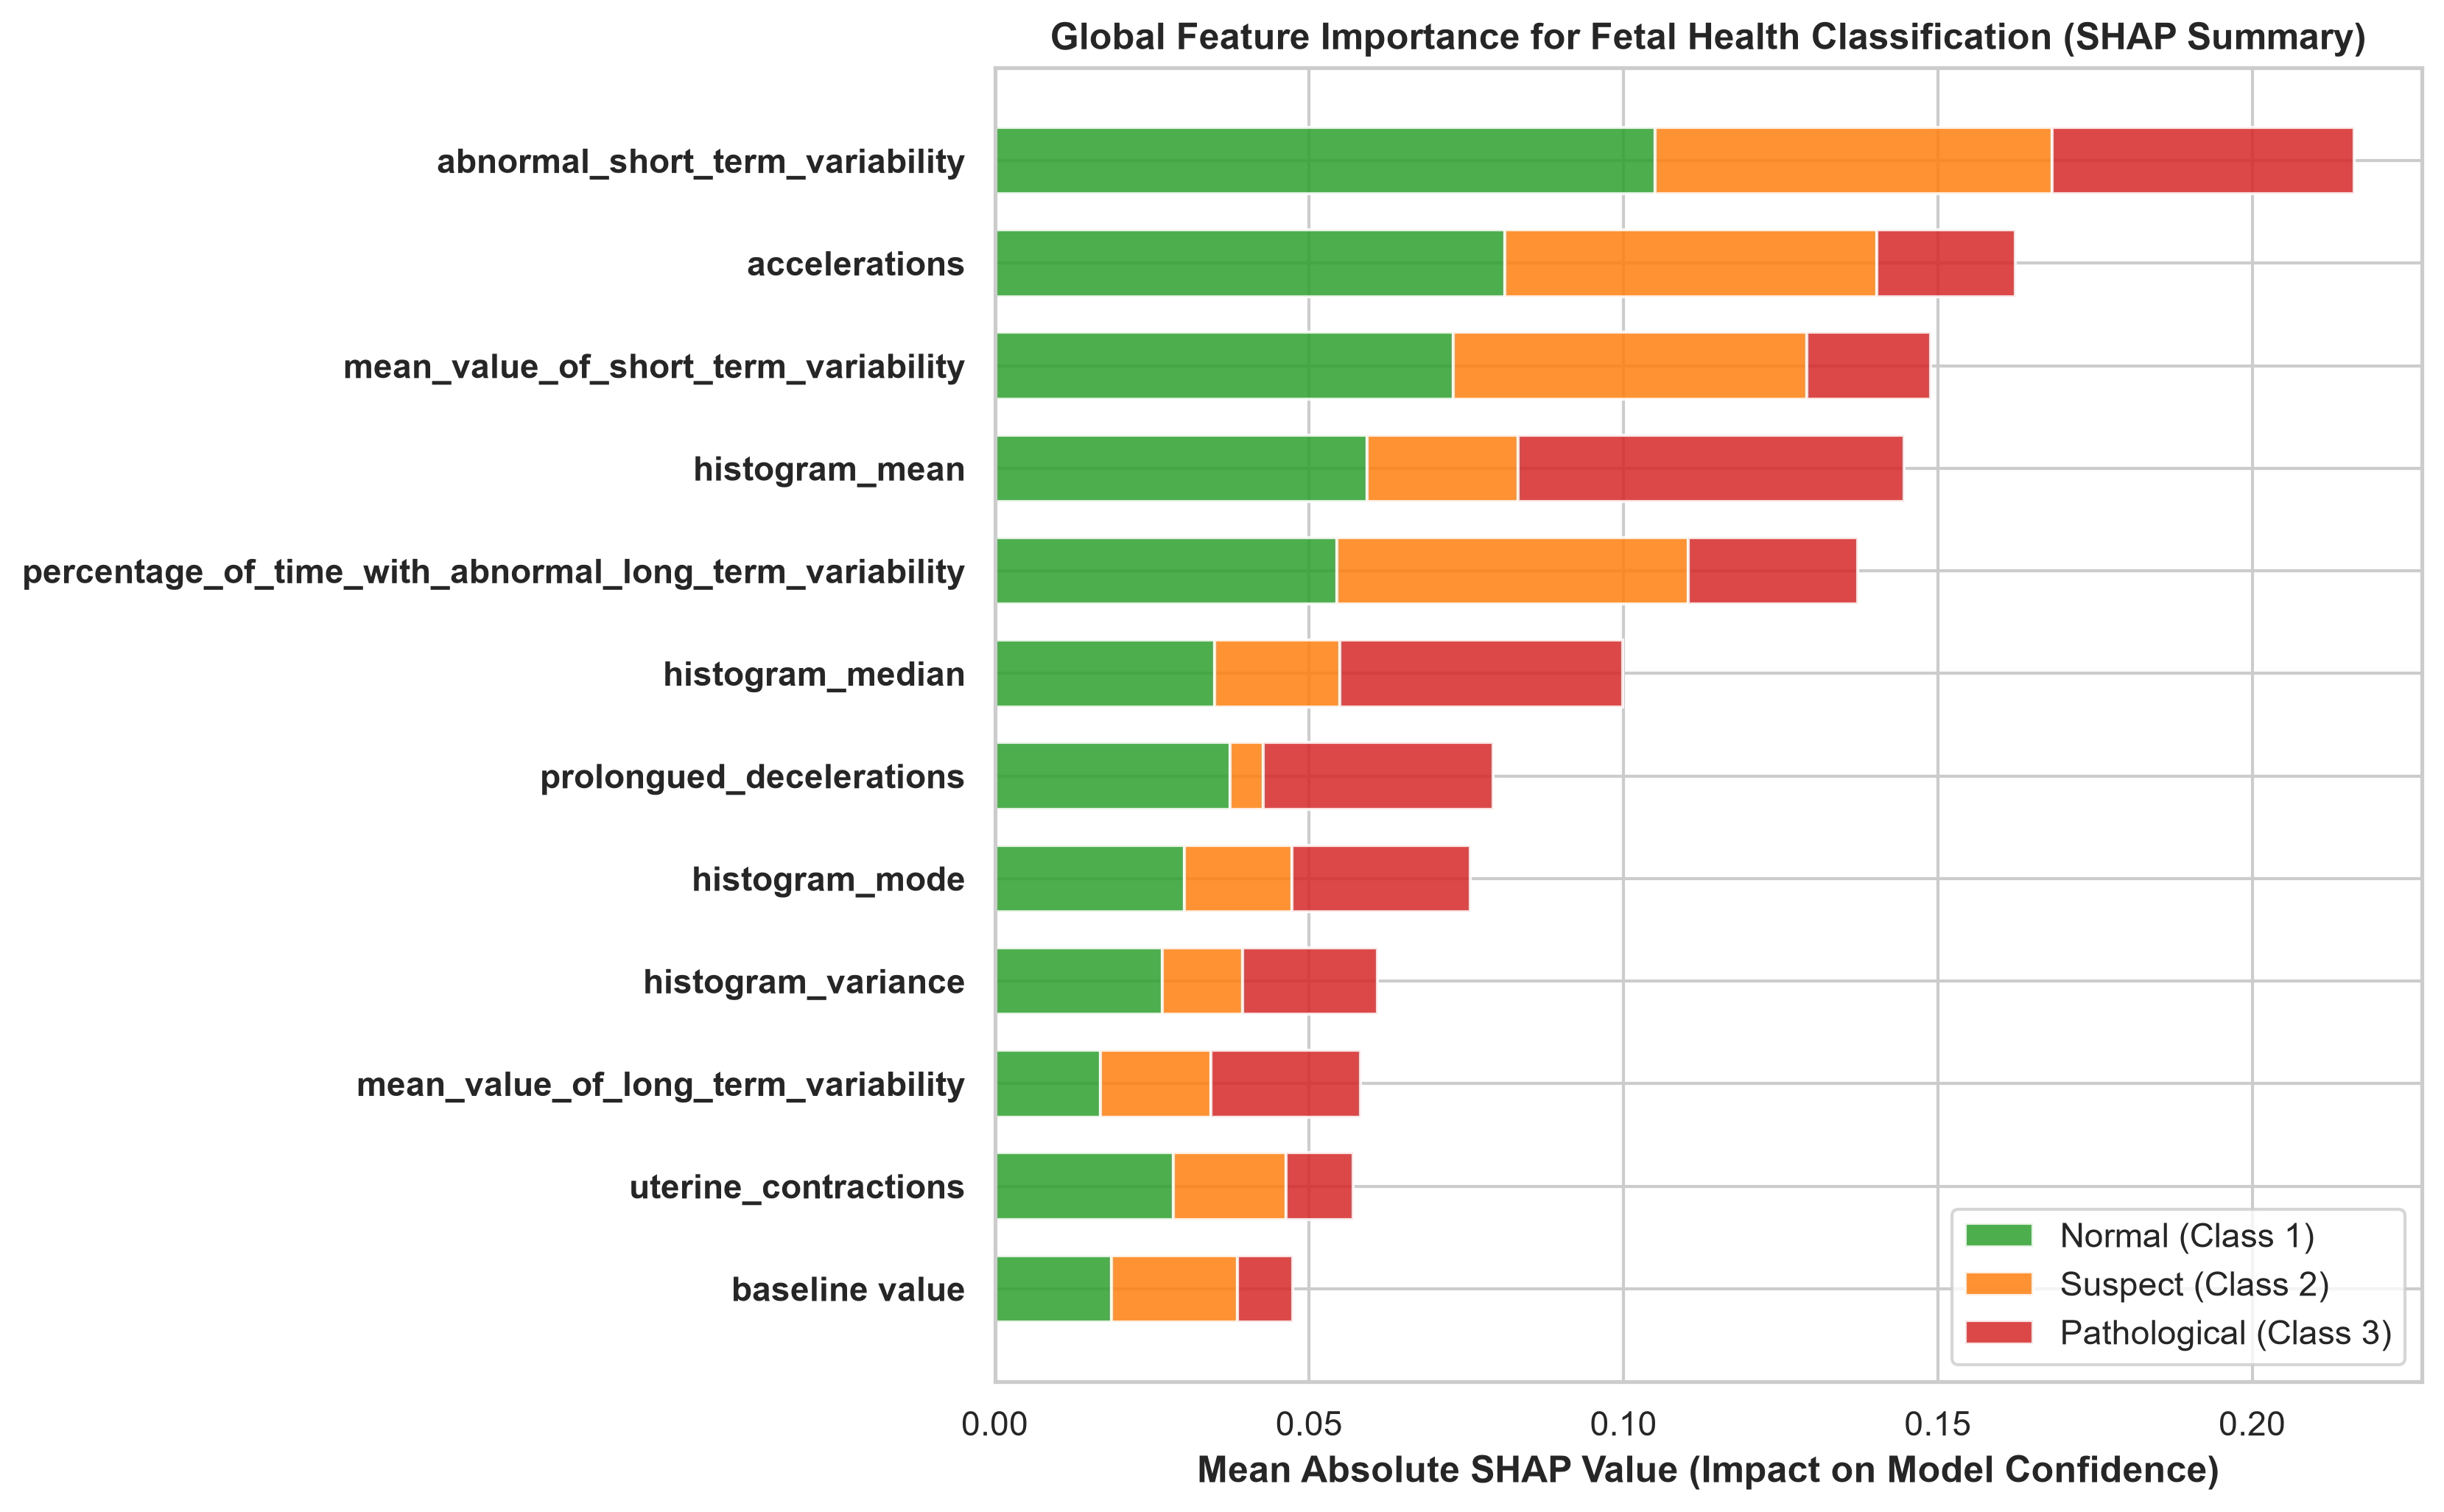 Global Feature Importance for Fetal Health Classification (SHAP Summary)
abnormal_short_term_variability
accelerations
mean_value_of_short_term_variability
histogram_mean
percentage_of_time_with_abnormal_long_term_variability
histogram_median
prolongued_decelerations
histogram_mode
histogram_variance
mean_value_of_long_term_variability
uterine_contractions
baseline value
Normal (Class 1)
Suspect (Class 2)
Pathological (Class 3)
0.00 0.05 0.10 0.15 0.20
Mean Absolute SHAP Value (Impact on Model Confidence)